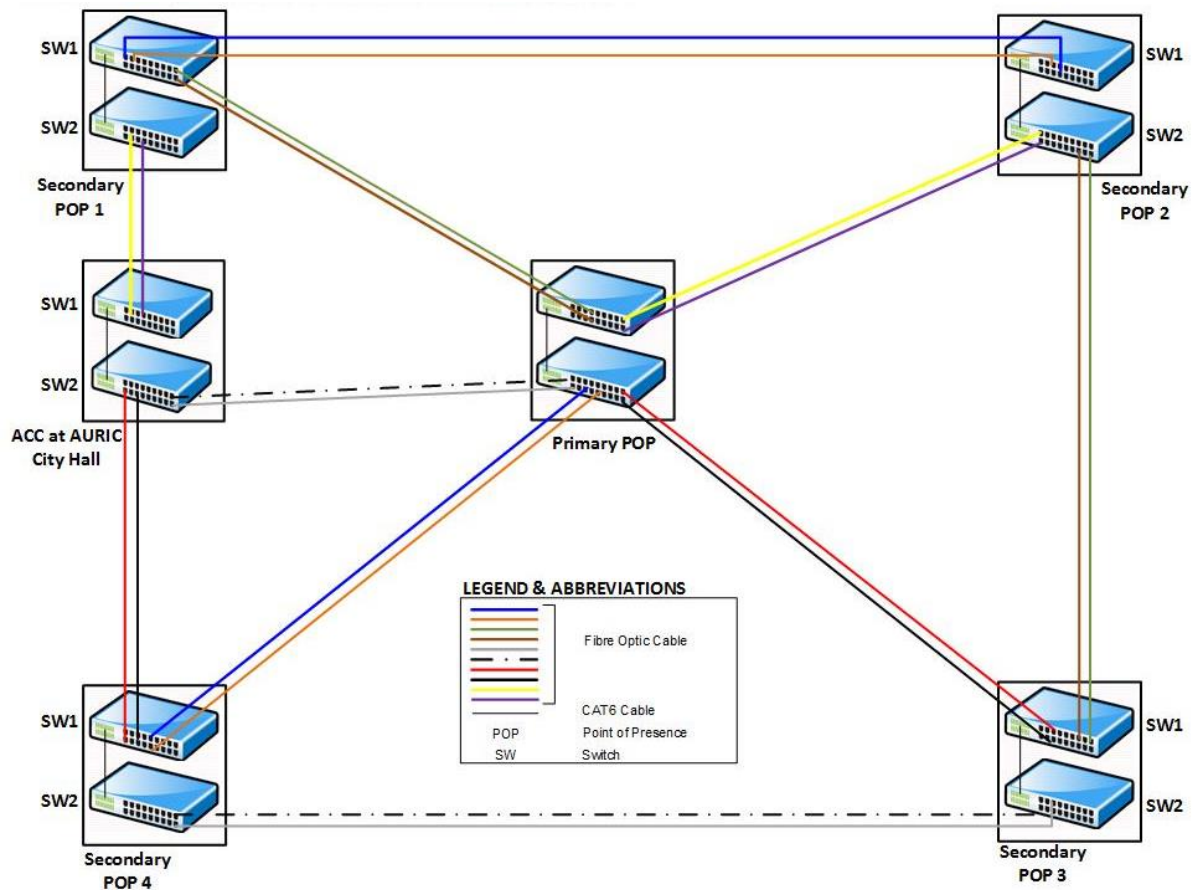 SW1
SW2
Secondary
POP 1
SW1
SW2
Secondary
POP 2
SW1
SW2
ACC at AURIC
City Hall
Primary POP
LEGEND & ABBREVIATIONS
Fibre Optic Cable
CAT6 Cable
POP Point of Presence
SW Switch
SW1
SW2
Secondary
POP 4
SW1
SW2
Secondary
POP 3